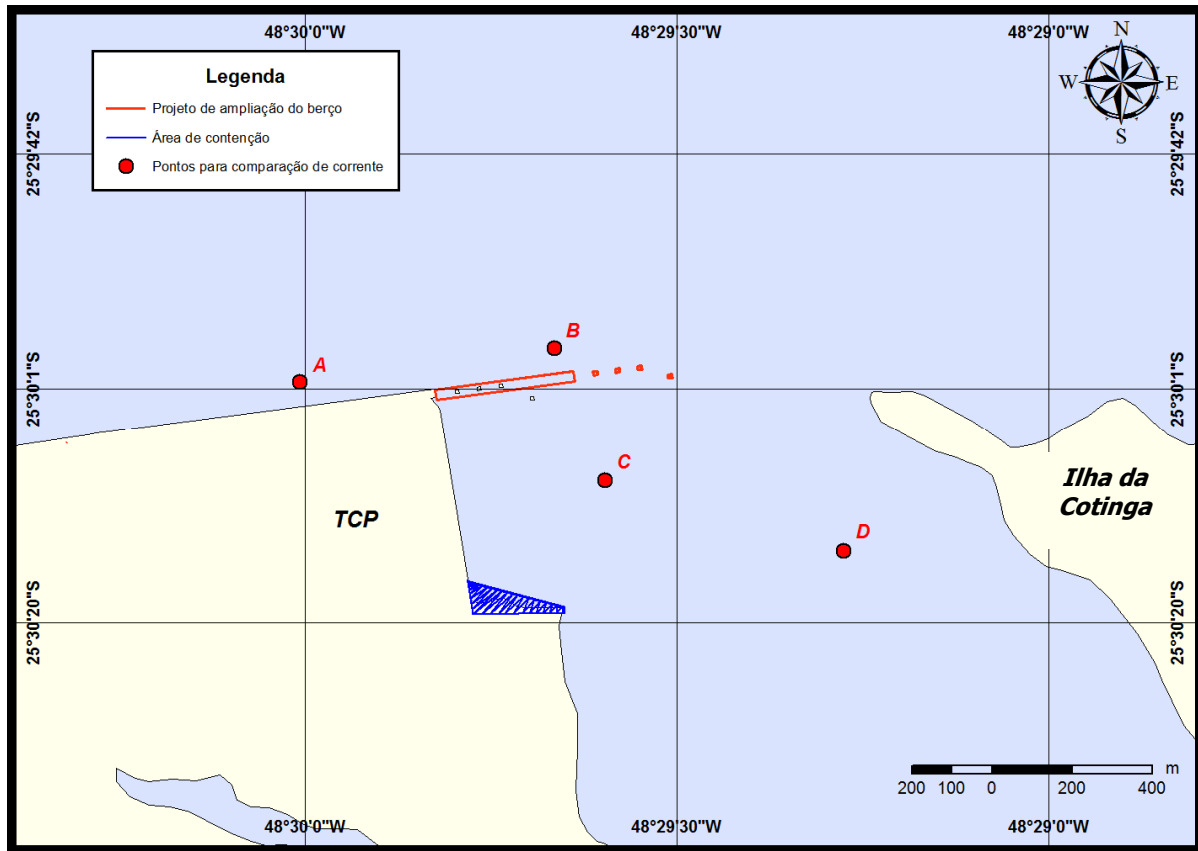 48°30'0"W
48°29'30"W
48°29'0"W
N
W
E
S
Legenda
Projeto de ampliação do berço
Área de contenção
Pontos para comparação de corrente
25°29'42"S
25°29'42"S
A
B
25°30'1"S
25°30'1"S
C
Ilha da
Cotinga
TCP
D
25°30'20"S
25°30'20"S
m
200 100 0 200 400
48°30'0"W
48°29'30"W
48°29'0"W